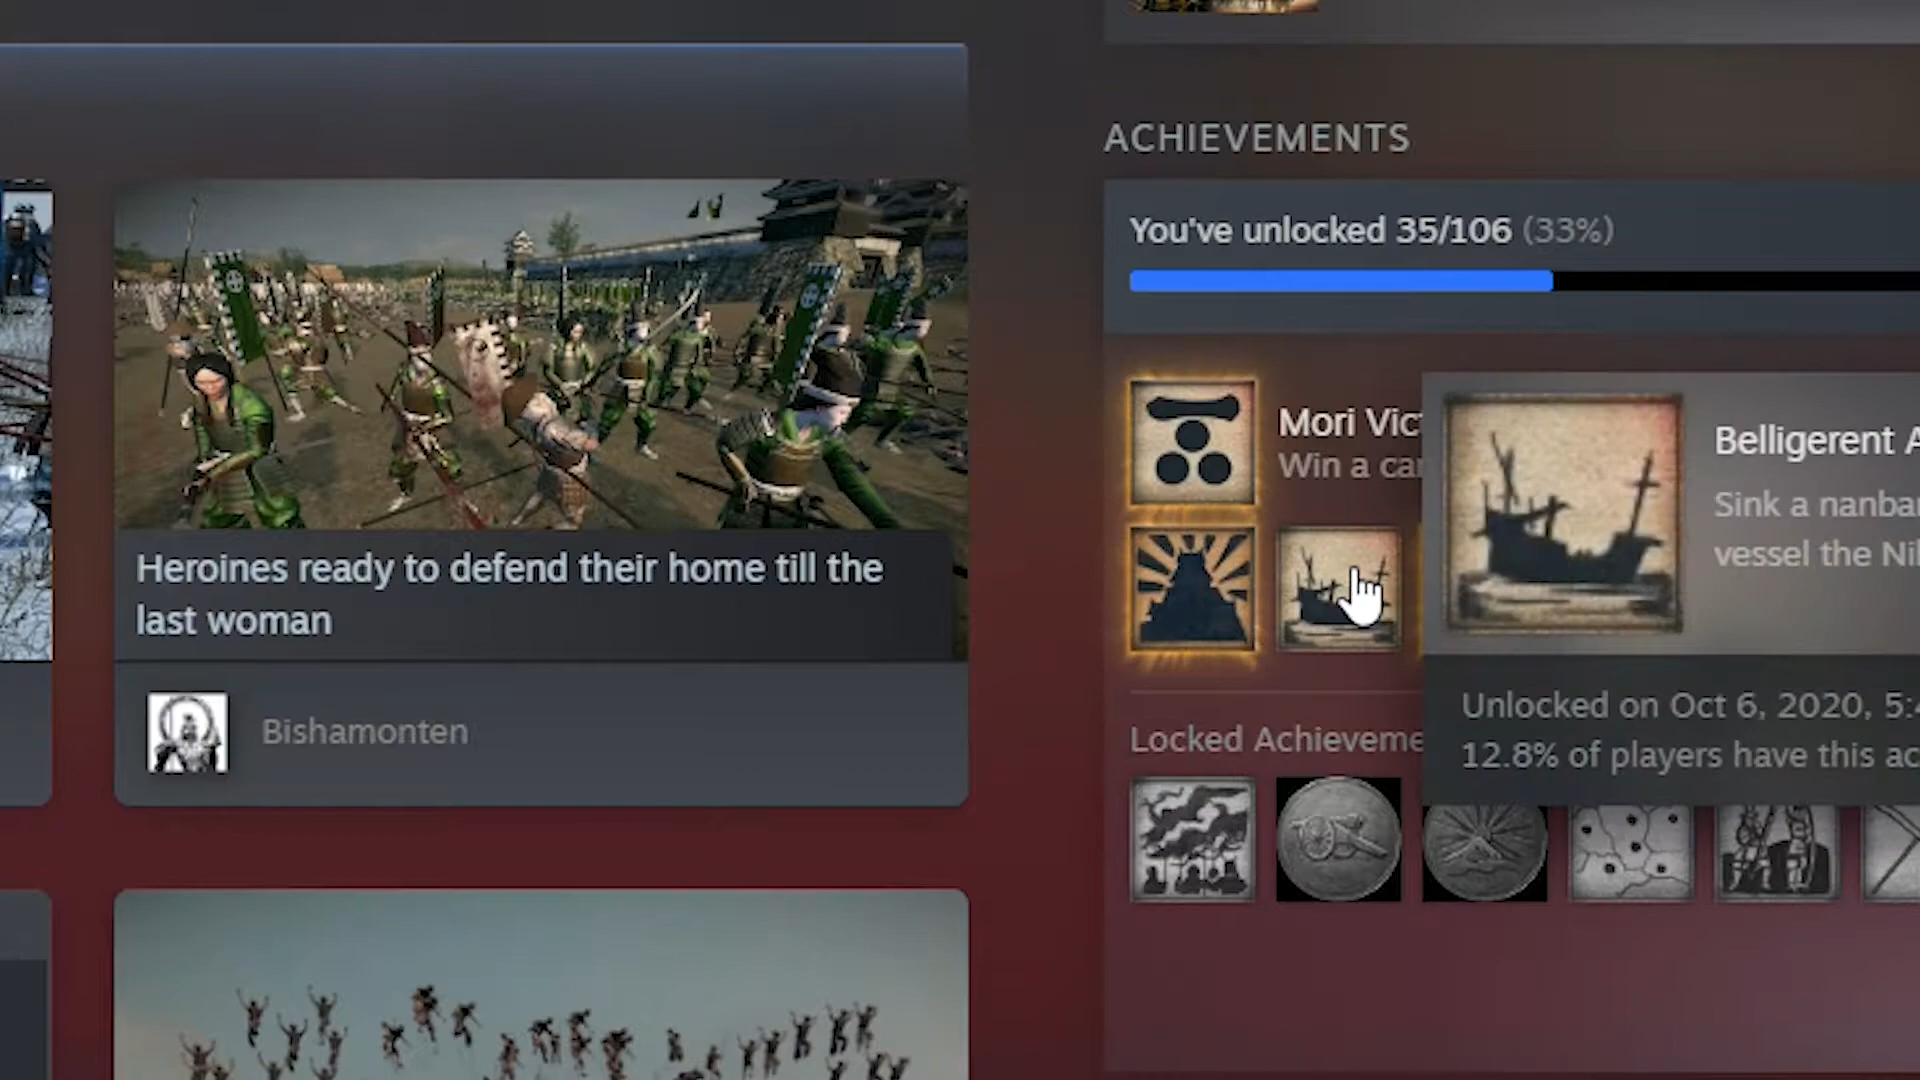 Heroines ready to defend their home till the
last woman
Bishamonten
ACHIEVEMENTS
You've unlocked 35/106 (33%)
Mori Vic
Win a ca
Belligerent A
Sink a nanba
vessel the Ni
Unlocked on Oct 6, 2020, 5:4
12.8% of players have this ac
Locked Achieveme